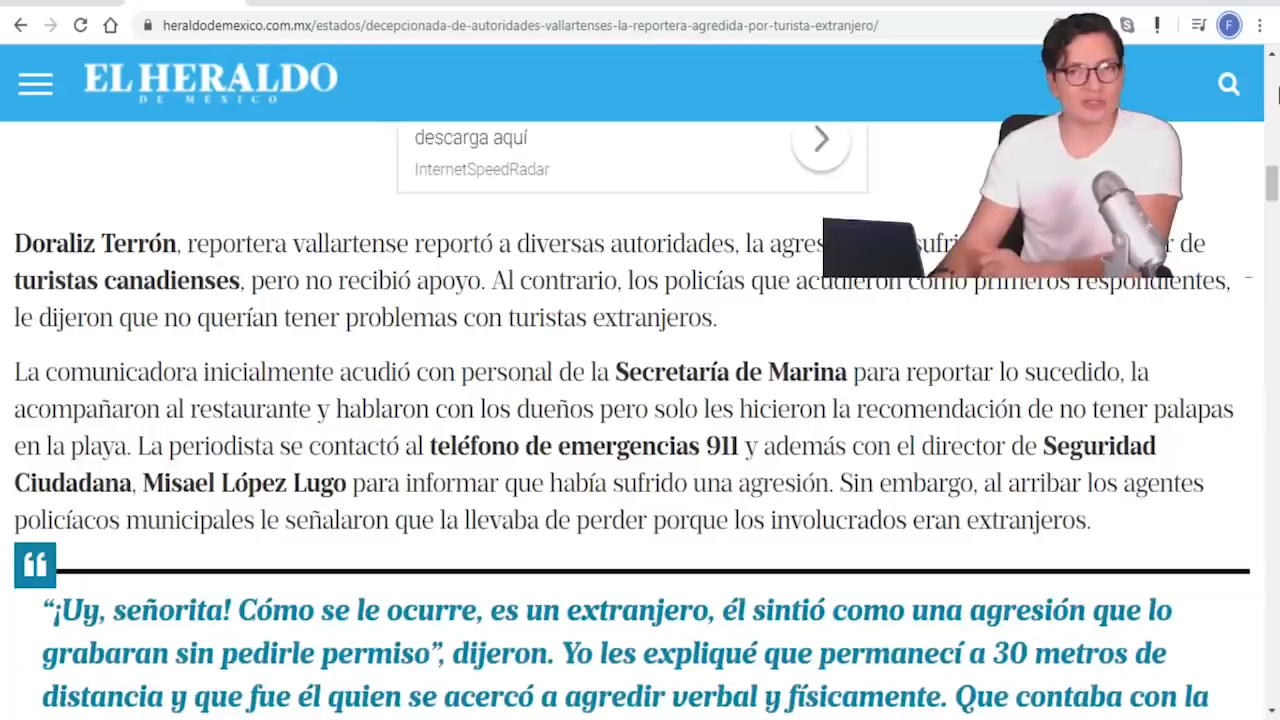 heraldodemexico.com.mx/estados/decepcionada-de-autoridades-vallartenses-la-reportera-agredida-por-turista-extranjero/
F
EL HERALDO
DE MÉXICO
descarga aquí
InternetSpeedRadar
Doraliz Terrón, reportera vallartense reportó a diversas autoridades, la de
turistas canadienses, pero no recibió apoyo. Al contrario, los policías que acudieron como primeros respondientes,
le dijeron que no querían tener problemas con turistas extranjeros.
La comunicadora inicialmente acudió con personal de la Secretaría de Marina para reportar lo sucedido, la
acompañaron al restaurante y hablaron con los dueños pero solo les hicieron la recomendación de no tener palapas
en la playa. La periodista se contactó al teléfono de emergencias 911 y además con el director de Seguridad
Ciudadana, Misael López Lugo para informar que había sufrido una agresión. Sin embargo, al arribar los agentes
policíacos municipales le señalaron que la llevaba de perder porque los involucrados eran extranjeros.
“¡Uy, señorita! Cómo se le ocurre, es un extranjero, él sintió como una agresión que lo
grabaran sin pedirle permiso”, dijeron. Yo les expliqué que permanecí a 30 metros de
distancia y que fue él quien se acercó a agredir verbal y físicamente. Que contaba con la